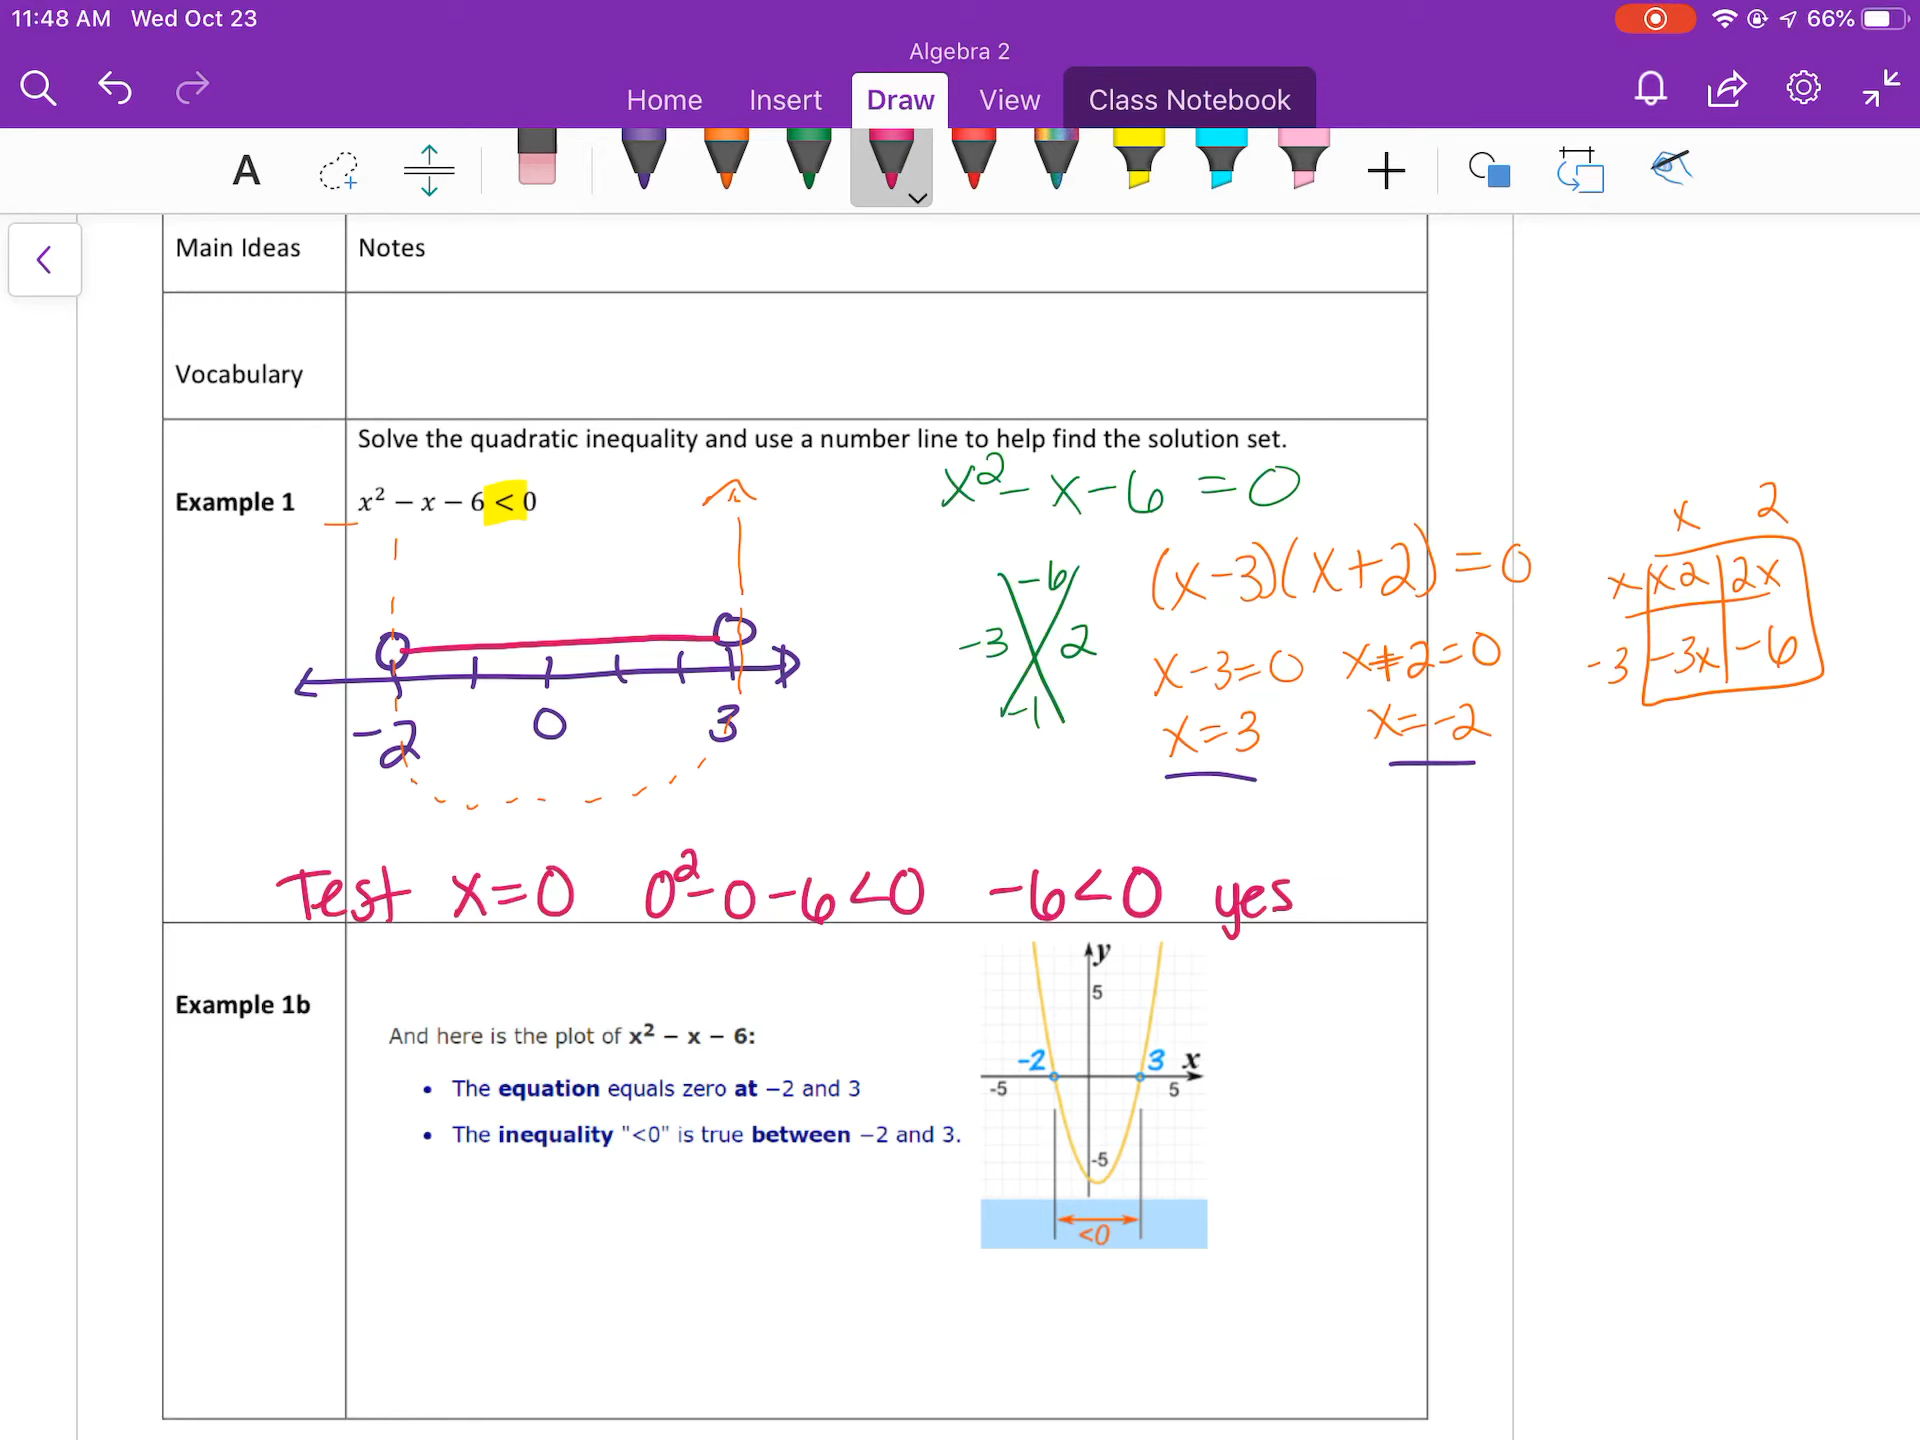 11:48 AM Wed Oct 23
66%
Algebra 2
Home Insert Draw View Class Notebook
A
Main Ideas Notes
Vocabulary
Solve the quadratic inequality and use a number line to help find the solution set.
Example 1 x² − x − 6 < 0
x² − x − 6 = 0
(x−3)(x+2) = 0
x−3=0 x+2=0
x=3 x=−2
−6
−3 2
−1
x 2
x x2 2x
−3 −3x −6
−2 0 3
Test x=0 0²−0−6<0 −6<0 yes
Example 1b
And here is the plot of x² − x − 6:
• The equation equals zero at −2 and 3
• The inequality "<0" is true between −2 and 3.
y
5
-2 3 x
-5 5
-5
<0